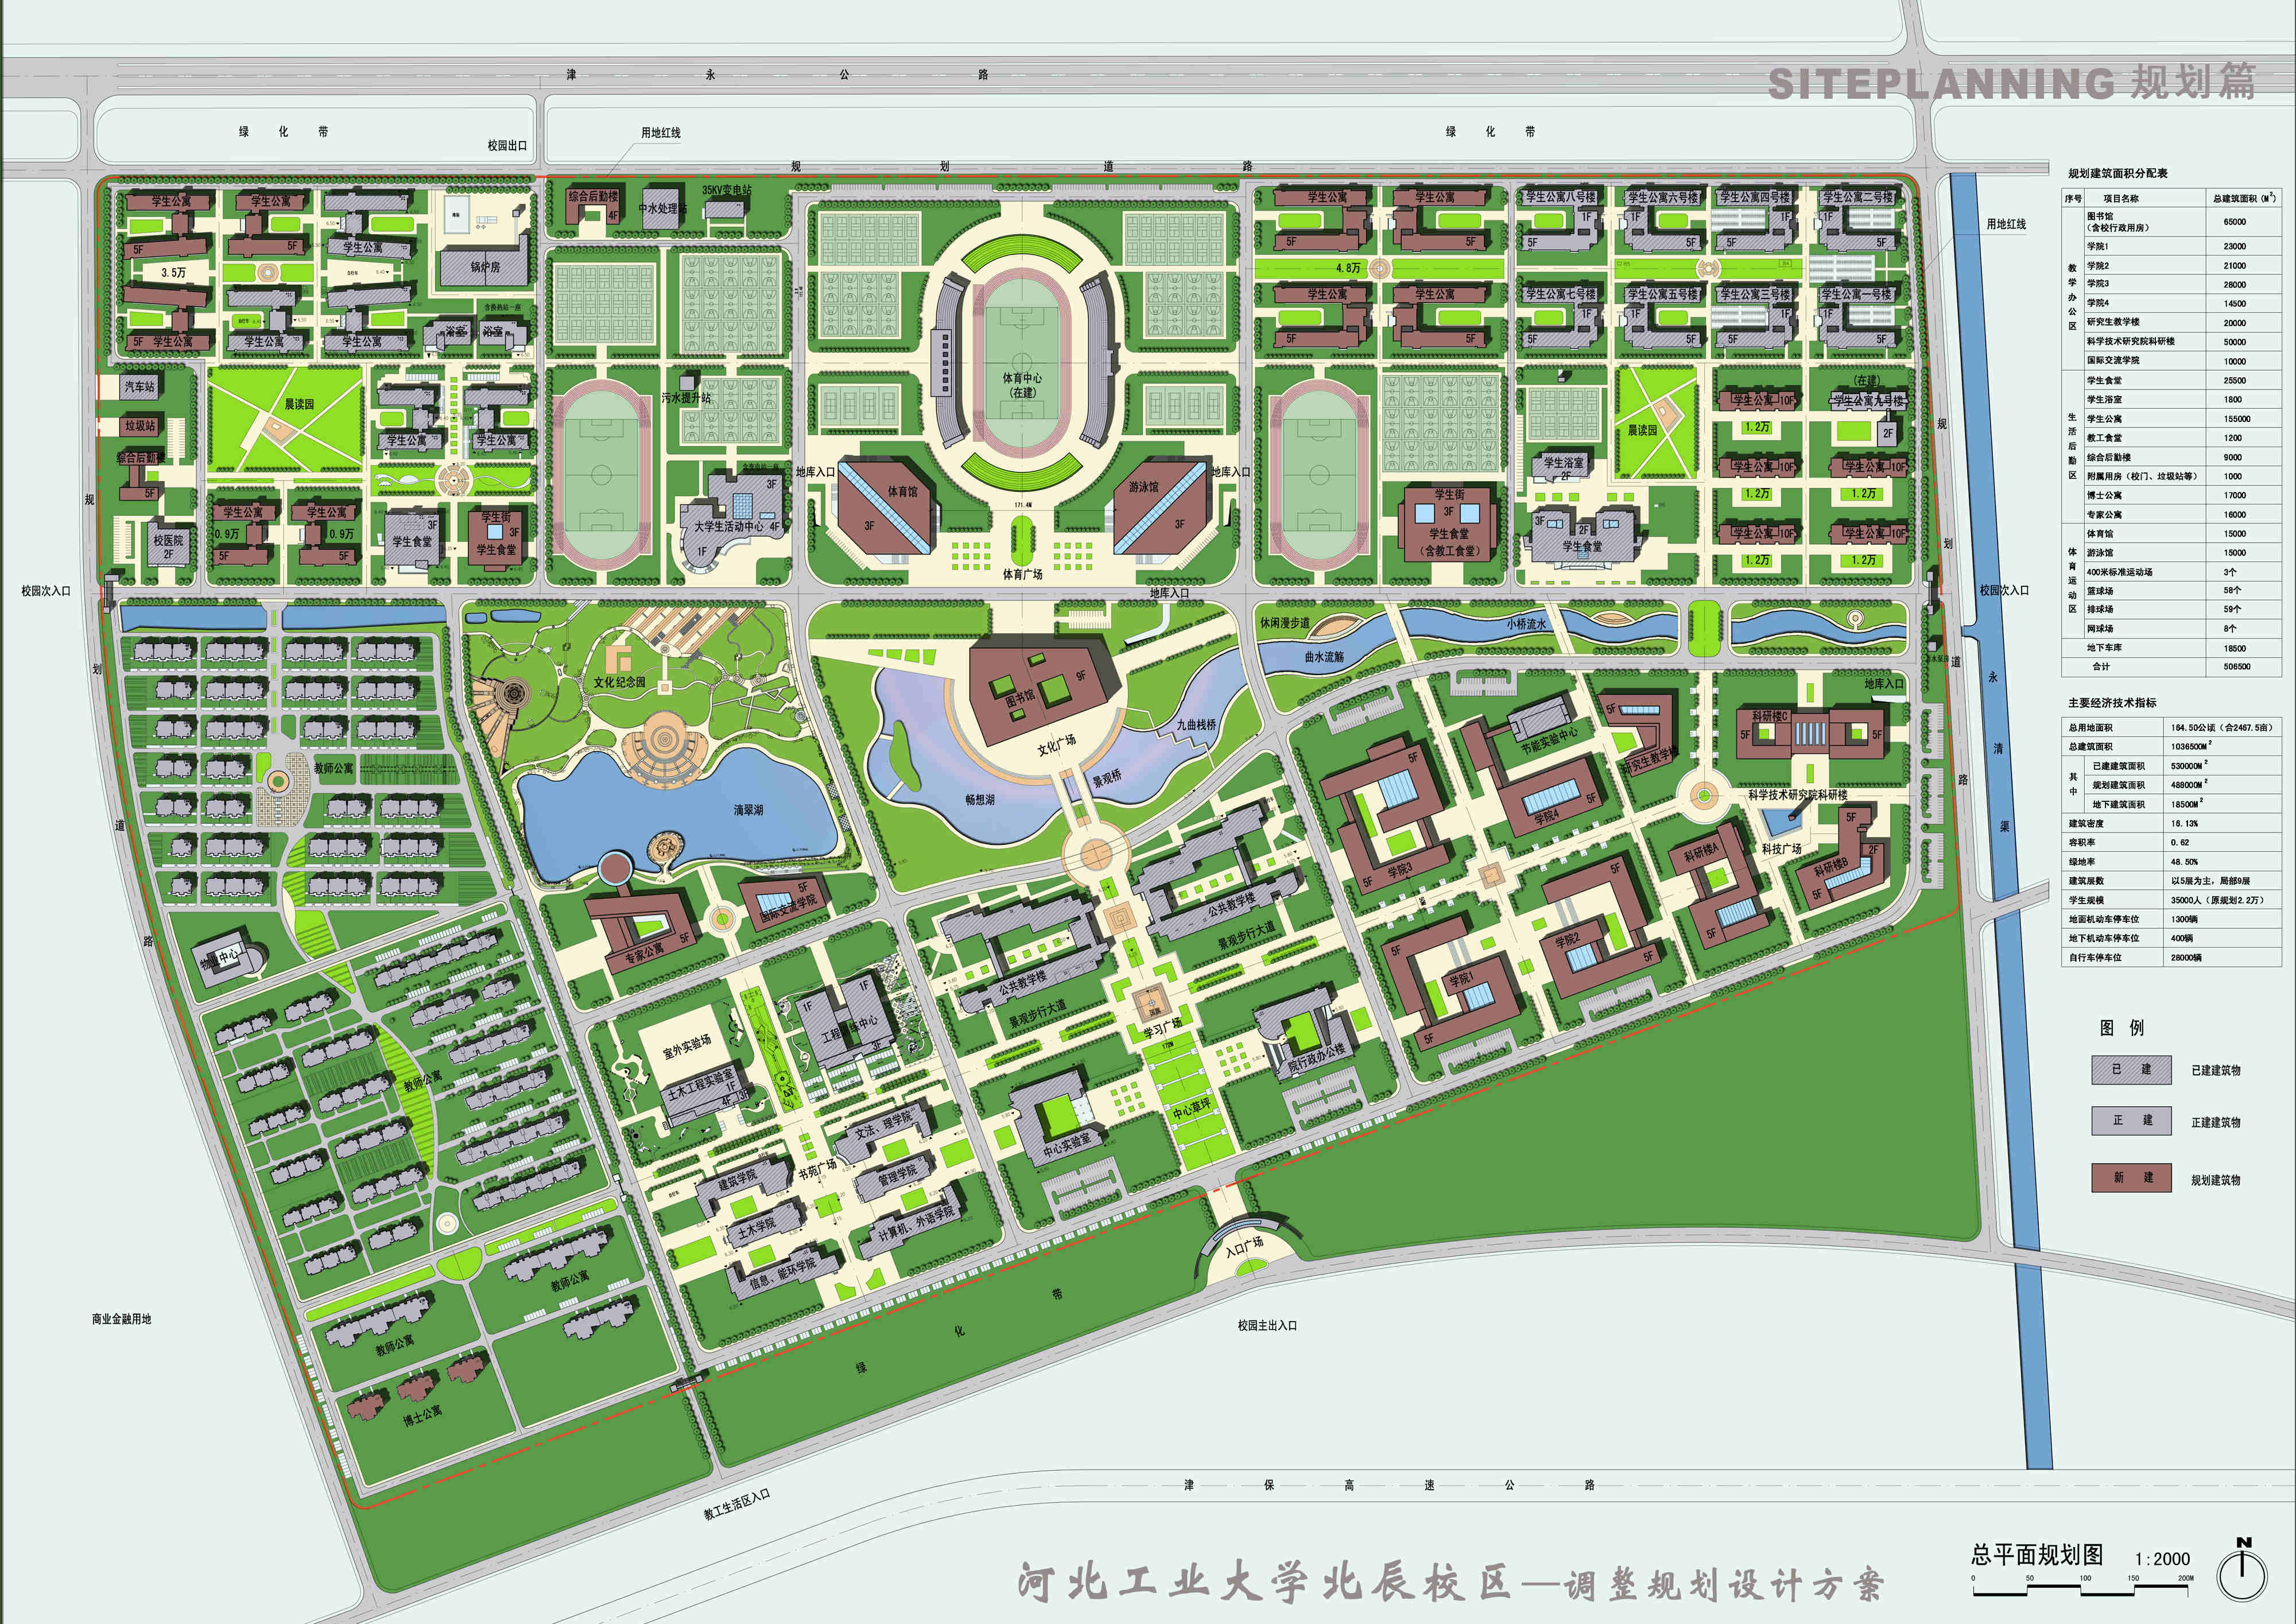 津永公路
SITEPLANNING 规划篇
绿化带
校园出口
用地红线
绿化带
规划道路
学生公寓
学生公寓
5F
5F
学生公寓
3.5万
锅炉房
5F
学生公寓
学生公寓
学生公寓
浴室
浴室
综合后勤楼
4F
中水处理站
35KV变电站
体育中心
(在建)
学生公寓
学生公寓
学生公寓八号楼
学生公寓六号楼
学生公寓四号楼
学生公寓二号楼
1F
1F
1F
1F
5F
5F
5F
5F
5F
5F
4.8万
学生公寓
学生公寓
学生公寓七号楼
学生公寓五号楼
学生公寓三号楼
学生公寓一号楼
1F
1F
1F
1F
5F
5F
5F
5F
5F
5F
用地红线
汽车站
垃圾站
综合后勤楼
5F
校医院
2F
晨读园
学生公寓
学生公寓
学生公寓
学生公寓
0.9万
0.9万
5F
5F
3F
学生食堂
学生街
3F
学生食堂
污水提升站
3F
大学生活动中心 4F
1F
地库入口
体育馆
3F
171.4M
体育广场
游泳馆
3F
地库入口
地库入口
学生街
3F
学生食堂
(含教工食堂)
学生浴室
2F
3F
2F
学生食堂
晨读园
学生公寓 10F
1.2万
(在建)
学生公寓九号楼
2F
学生公寓 10F
学生公寓 10F
1.2万
1.2万
学生公寓 10F
学生公寓 10F
1.2万
1.2万
校园次入口
校园次入口
规划道路
规划道路
永清渠
文化纪念园
滴翠湖
教师公寓
图书馆
9F
文化广场
畅想湖
景观桥
九曲栈桥
休闲漫步道
曲水流觞
小桥流水
地库入口
5F
5F
学院3
节能实验中心
5F
学院4
5F
研究生教学楼
科研楼C
5F
5F
科学技术研究院科研楼
科技广场
科研楼A
5F
5F
2F
科研楼B
5F
5F
5F
学院1
5F
5F
学院2
5F
物业中心
专家公寓
5F
5F
国际交流学院
公共教学楼
公共教学楼
景观步行大道
景观步行大道
学习广场
172M
国旗
院行政办公楼
中心草坪
中心实验室
室外实验场
1F
1F
工程训练中心
3F
土木工程实验室
1F
4F
3F
文法、理学院
书苑广场
建筑学院
管理学院
土木学院
计算机、外语学院
信息、能环学院
教师公寓
教师公寓
教师公寓
博士公寓
商业金融用地
入口广场
校园主出入口
绿化带
教工生活区入口
津保高速公路
规划建筑面积分配表
序号 项目名称 总建筑面积(M²)
教学办公区
图书馆
(含校行政用房) 65000
学院1 23000
学院2 21000
学院3 28000
学院4 14500
研究生教学楼 20000
科学技术研究院科研楼 50000
国际交流学院 10000
生活后勤区
学生食堂 25500
学生浴室 1800
学生公寓 155000
教工食堂 1200
综合后勤楼 9000
附属用房(校门、垃圾站等) 1000
博士公寓 17000
专家公寓 16000
体育运动区
体育馆 15000
游泳馆 15000
400米标准运动场 3个
篮球场 58个
排球场 59个
网球场 8个
地下车库 18500
合计 506500
主要经济技术指标
总用地面积 164.50公顷(合2467.5亩)
总建筑面积 1036500M²
其中
已建建筑面积 530000M²
规划建筑面积 488000M²
地下建筑面积 18500M²
建筑密度 16.13%
容积率 0.62
绿地率 48.50%
建筑层数 以5层为主,局部9层
学生规模 35000人(原规划2.2万)
地面机动车停车位 1300辆
地下机动车停车位 400辆
自行车停车位 28000辆
图例
已建 已建建筑物
正建 正建建筑物
新建 规划建筑物
总平面规划图 1:2000
N
0 50 100 150 200M
河北工业大学北辰校区—调整规划设计方案